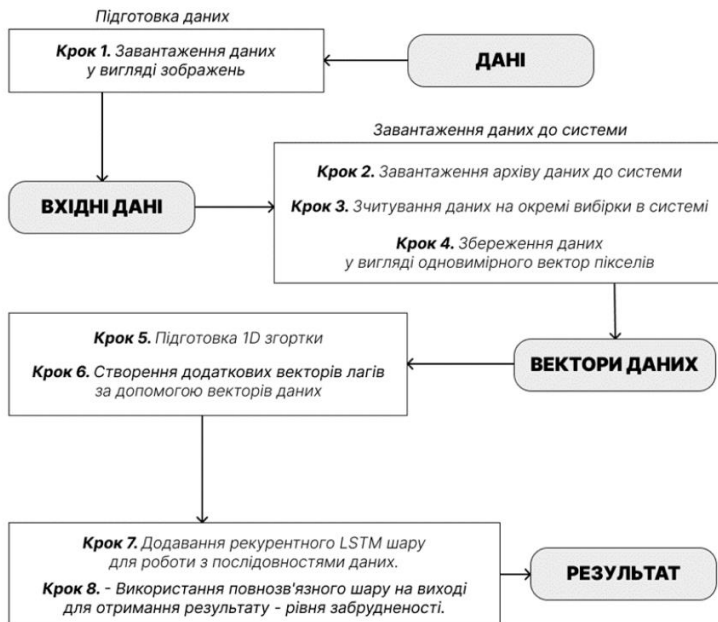 Підготовка даних
Крок 1. Завантаження даних
у вигляді зображень
ДАНІ
Завантаження даних до системи
Крок 2. Завантаження архіву даних до системи
ВХІДНІ ДАНІ
Крок 3. Зчитування даних на окремі вибірки в системі
Крок 4. Збереження даних
у вигляді одновимірного вектор пікселів
Крок 5. Підготовка 1D згортки
Крок 6. Створення додаткових векторів лагів
за допомогою векторів даних
ВЕКТОРИ ДАНИХ
Крок 7. Додавання рекурентного LSTM шару
для роботи з послідовностями даних.
Крок 8. - Використання повнозв'язного шару на виході
для отримання результату - рівня забрудненості.
РЕЗУЛЬТАТ